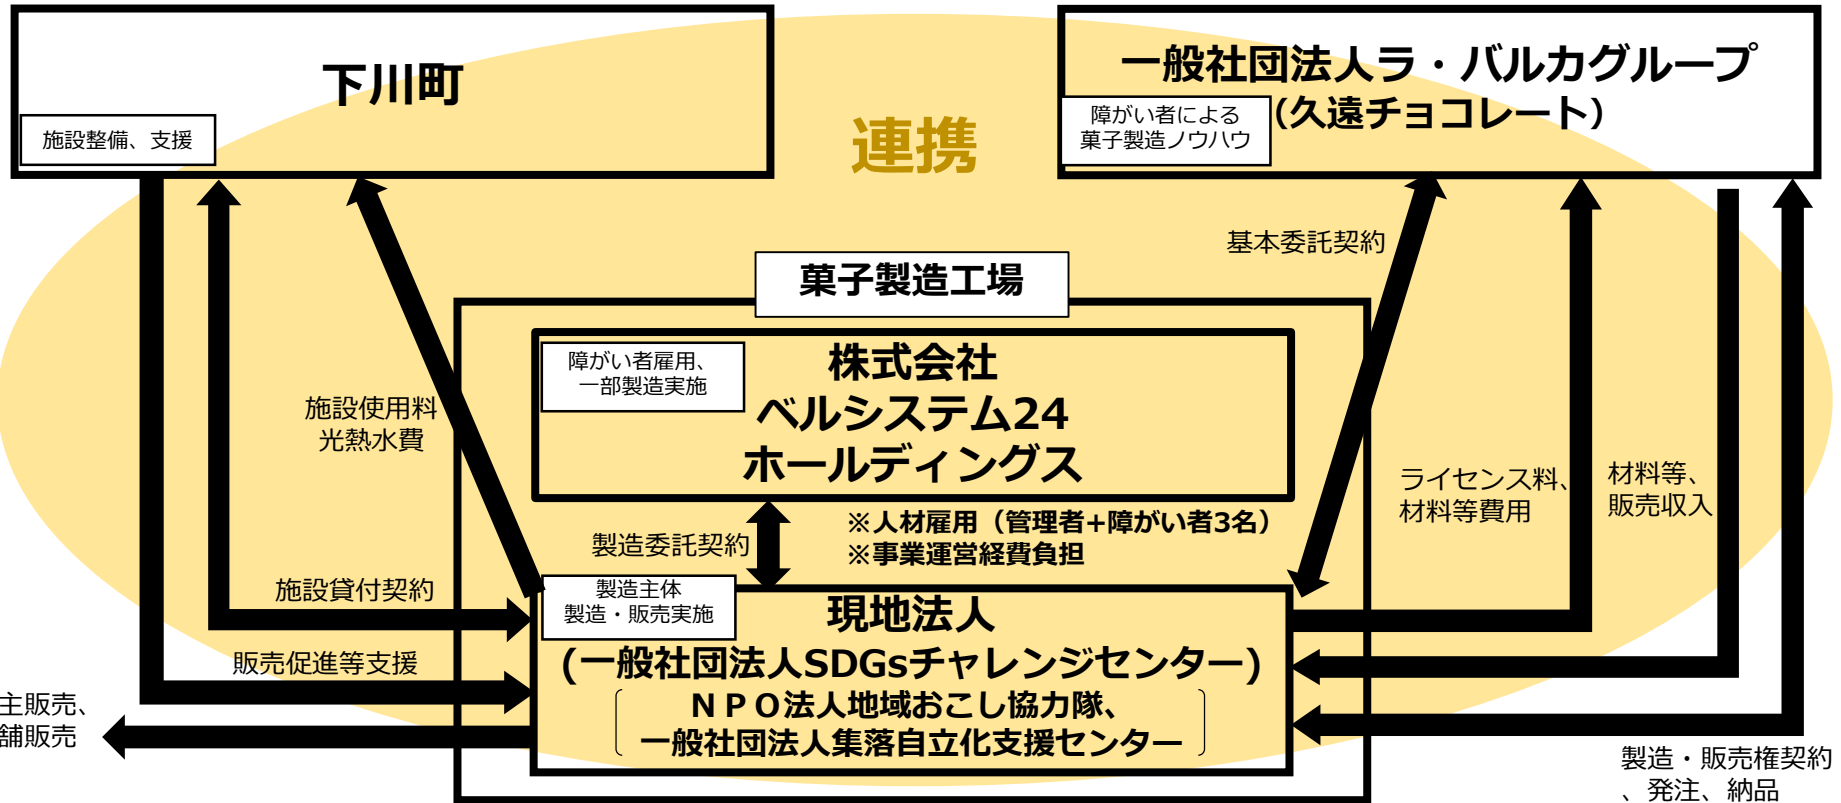 下川町
施設整備、支援
連携
一般社団法人ラ・バルカグループ
(久遠チョコレート)
障がい者による
菓子製造ノウハウ
基本委託契約
菓子製造工場
障がい者雇用、
一部製造実施
株式会社
ベルシステム24
ホールディングス
施設使用料
光熱水費
ライセンス料、
材料等費用
材料等、
販売収入
製造委託契約
※人材雇用（管理者+障がい者3名）
※事業運営経費負担
施設貸付契約
製造主体
製造・販売実施
現地法人
(一般社団法人SDGsチャレンジセンター)
ＮＰＯ法人地域おこし協力隊、
一般社団法人集落自立化支援センター
販売促進等支援
主販売、
舗販売
製造・販売権契約
、発注、納品